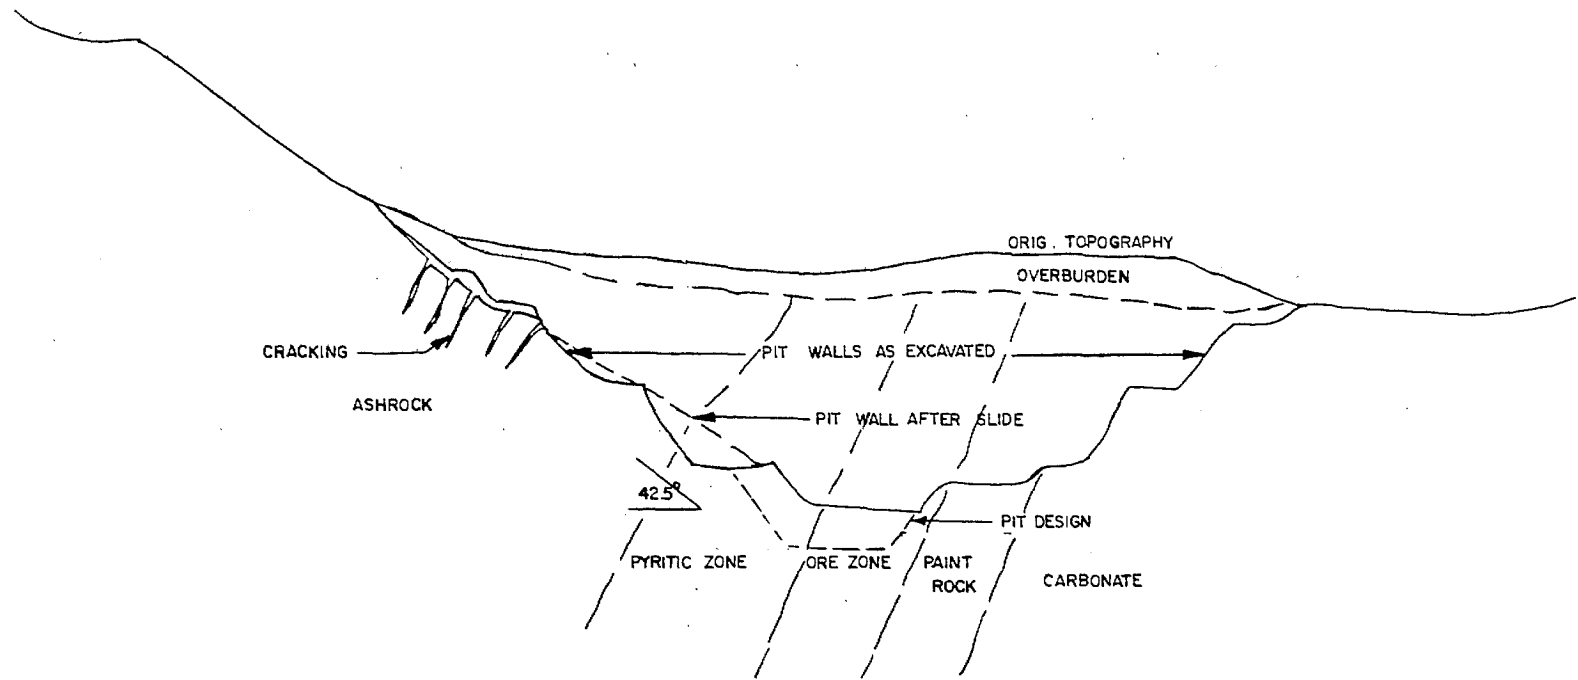 ORIG. TOPOGRAPHY
OVERBURDEN
CRACKING
PIT WALLS AS EXCAVATED
ASHROCK
PIT WALL AFTER SLIDE
42.5°
PIT DESIGN
PYRITIC ZONE
ORE ZONE
PAINT
ROCK
CARBONATE